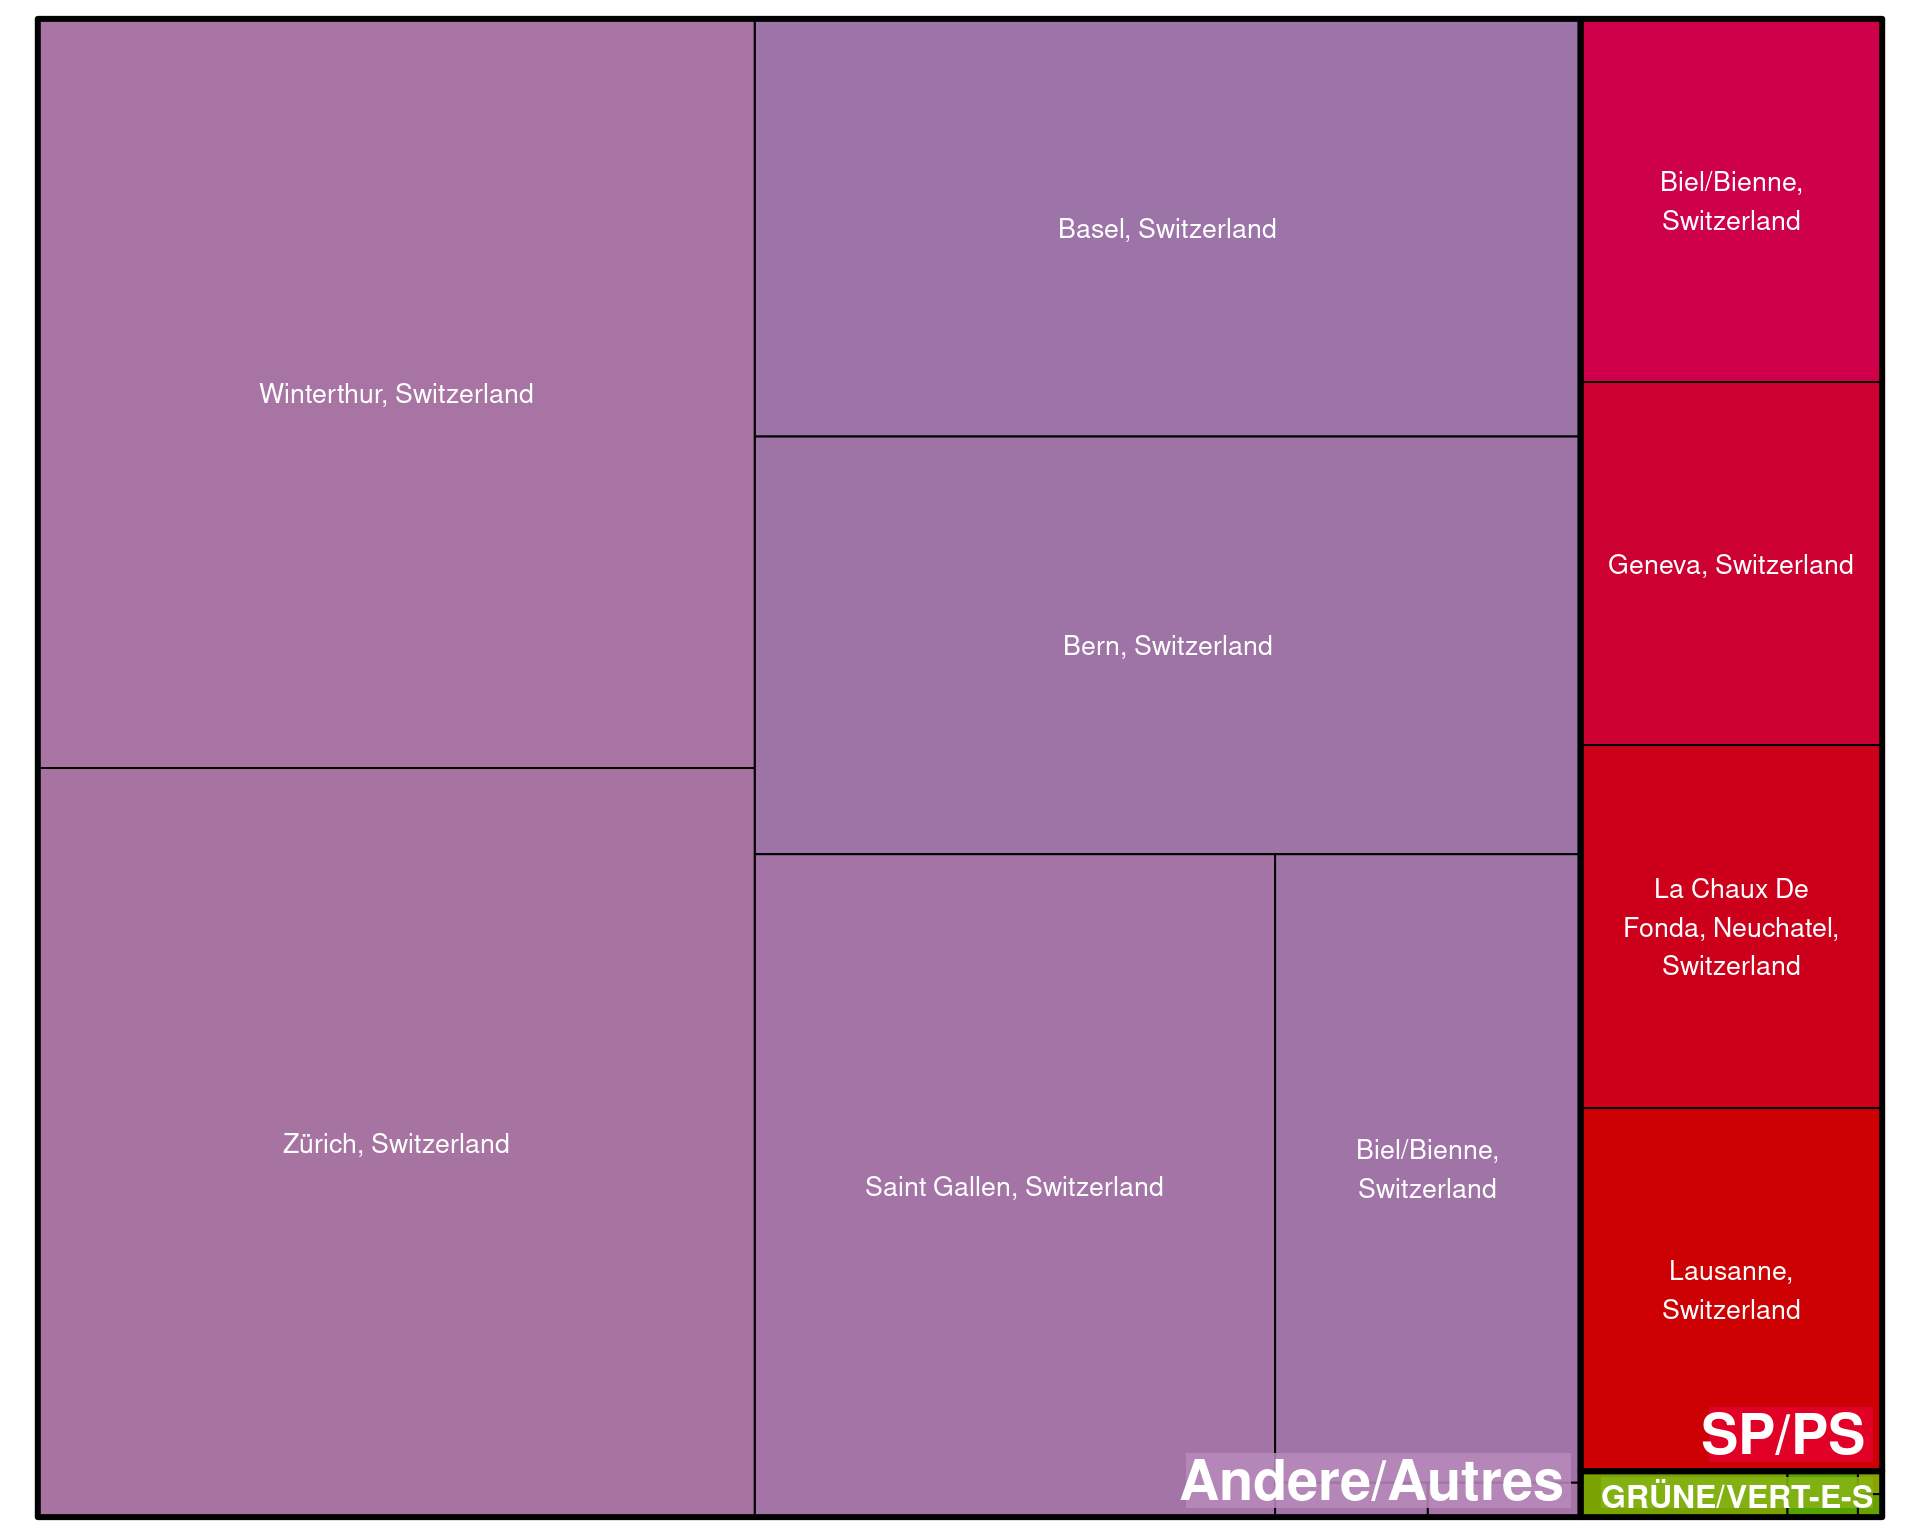 Winterthur, Switzerland
Zürich, Switzerland
Basel, Switzerland
Bern, Switzerland
Saint Gallen, Switzerland
Biel/Bienne,
Switzerland
Andere/Autres
Biel/Bienne,
Switzerland
Geneva, Switzerland
La Chaux De
Fonda, Neuchatel,
Switzerland
Lausanne,
Switzerland
SP/PS
GRÜNE/VERT-E-S